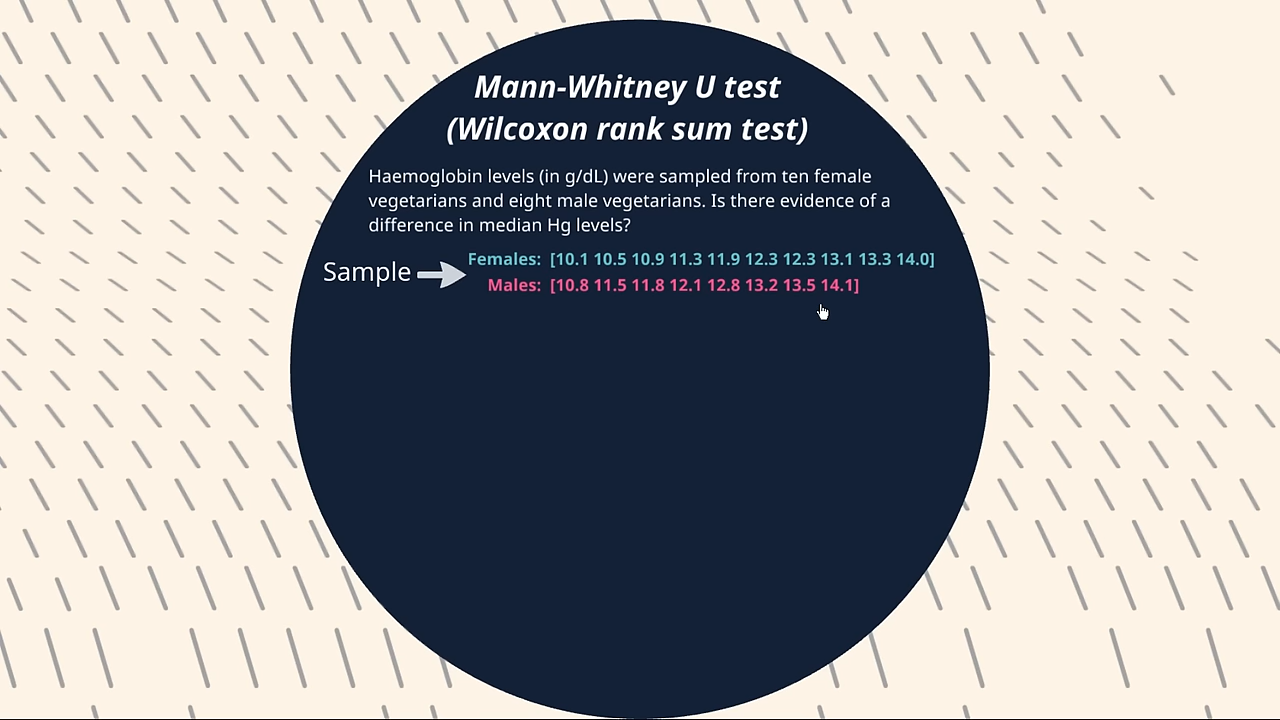 Mann-Whitney U test
(Wilcoxon rank sum test)
Haemoglobin levels (in g/dL) were sampled from ten female
vegetarians and eight male vegetarians. Is there evidence of a
difference in median Hg levels?
Sample
Females: [10.1 10.5 10.9 11.3 11.9 12.3 12.3 13.1 13.3 14.0]
Males: [10.8 11.5 11.8 12.1 12.8 13.2 13.5 14.1]